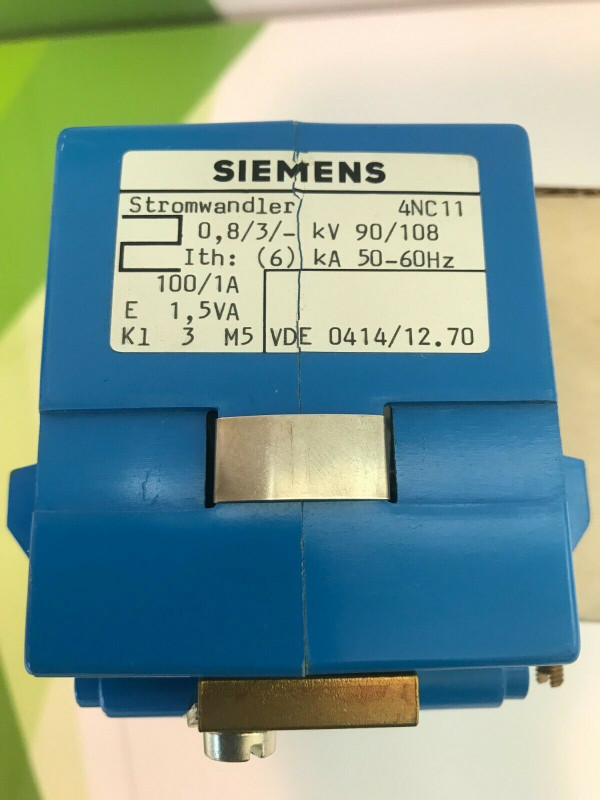 SIEMENS
Stromwandler 4NC11
0,8/3/- kV 90/108
Ith: (6) kA 50-60Hz
100/1A
E 1,5VA
Kl 3 M5 VDE 0414/12.70